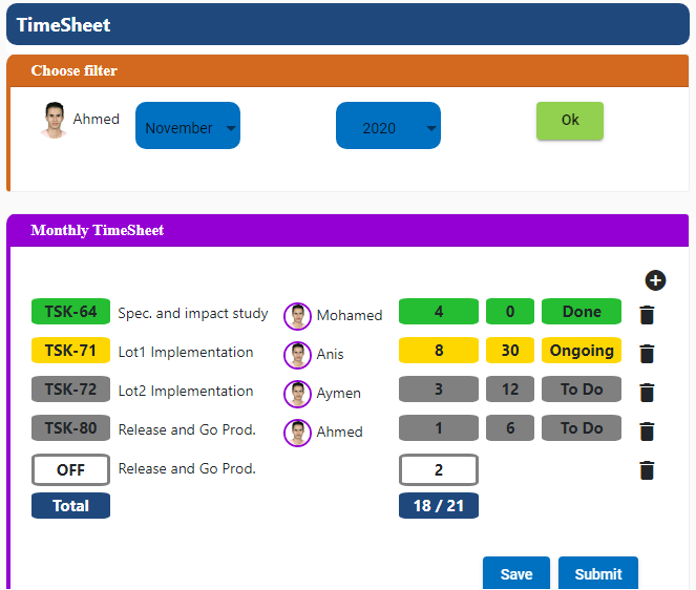 TimeSheet
Choose filter
Ahmed November 2020 Ok
Monthly TimeSheet
TSK-64 Spec. and impact study Mohamed 4 0 Done
TSK-71 Lot1 Implementation Anis 8 30 Ongoing
TSK-72 Lot2 Implementation Aymen 3 12 To Do
TSK-80 Release and Go Prod. Ahmed 1 6 To Do
OFF Release and Go Prod. 2
Total 18 / 21
Save Submit